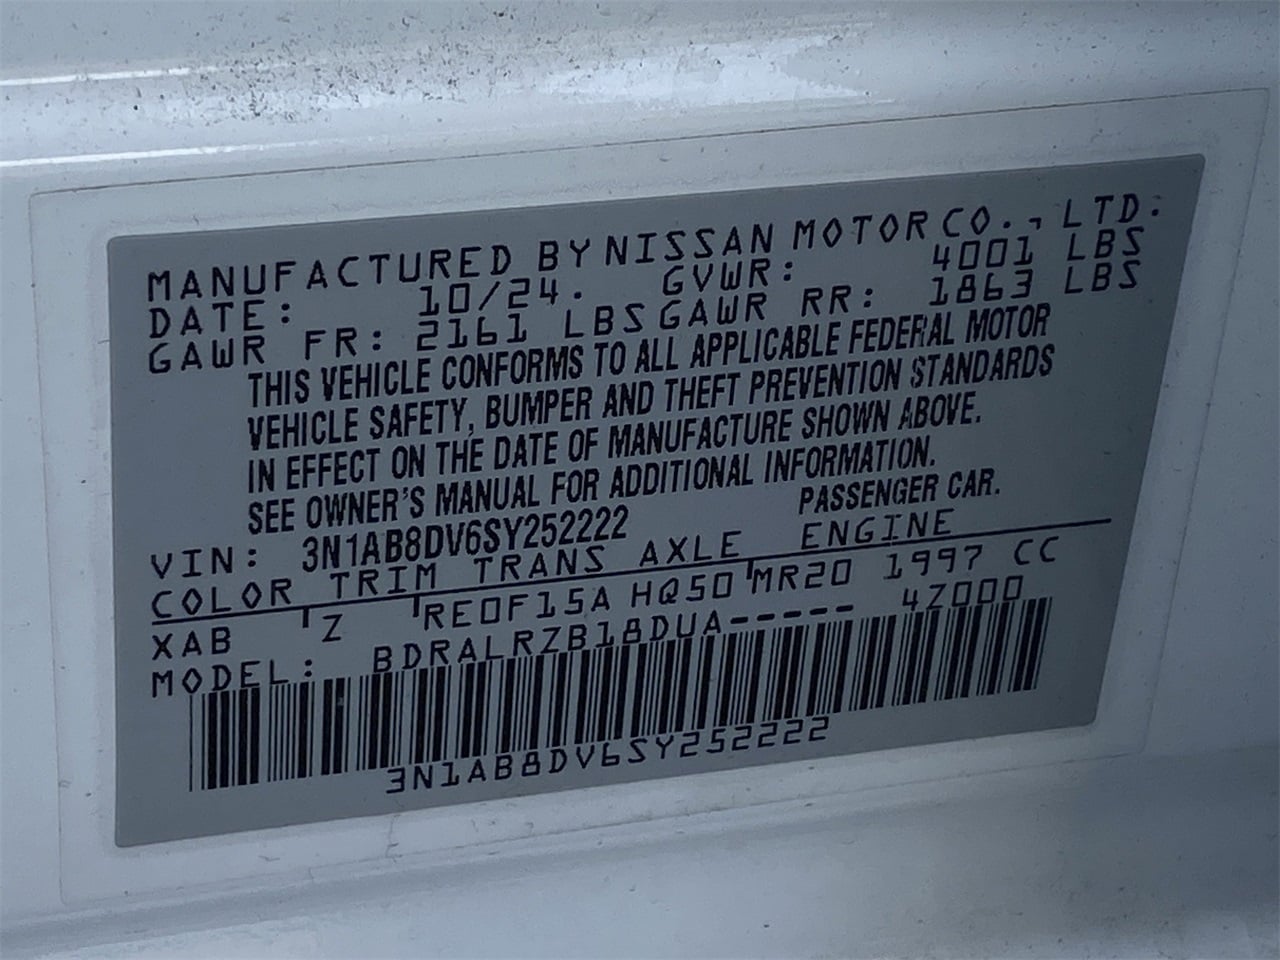 MANUFACTURED BY NISSAN MOTOR CO., LTD.
DATE: 10/24. GVWR: 4001 LBS
GAWR FR: 2161 LBS GAWR RR: 1863 LBS
THIS VEHICLE CONFORMS TO ALL APPLICABLE FEDERAL MOTOR
VEHICLE SAFETY, BUMPER AND THEFT PREVENTION STANDARDS
IN EFFECT ON THE DATE OF MANUFACTURE SHOWN ABOVE.
SEE OWNER'S MANUAL FOR ADDITIONAL INFORMATION.
VIN: 3N1AB8DV6SY252222 PASSENGER CAR.
COLOR TRIM TRANS AXLE ENGINE
XAB Z RE0F15A HQ50 MR20 1997 CC
MODEL: BDRALRZB18DUA----- 4Z000
3N1AB8DV6SY252222